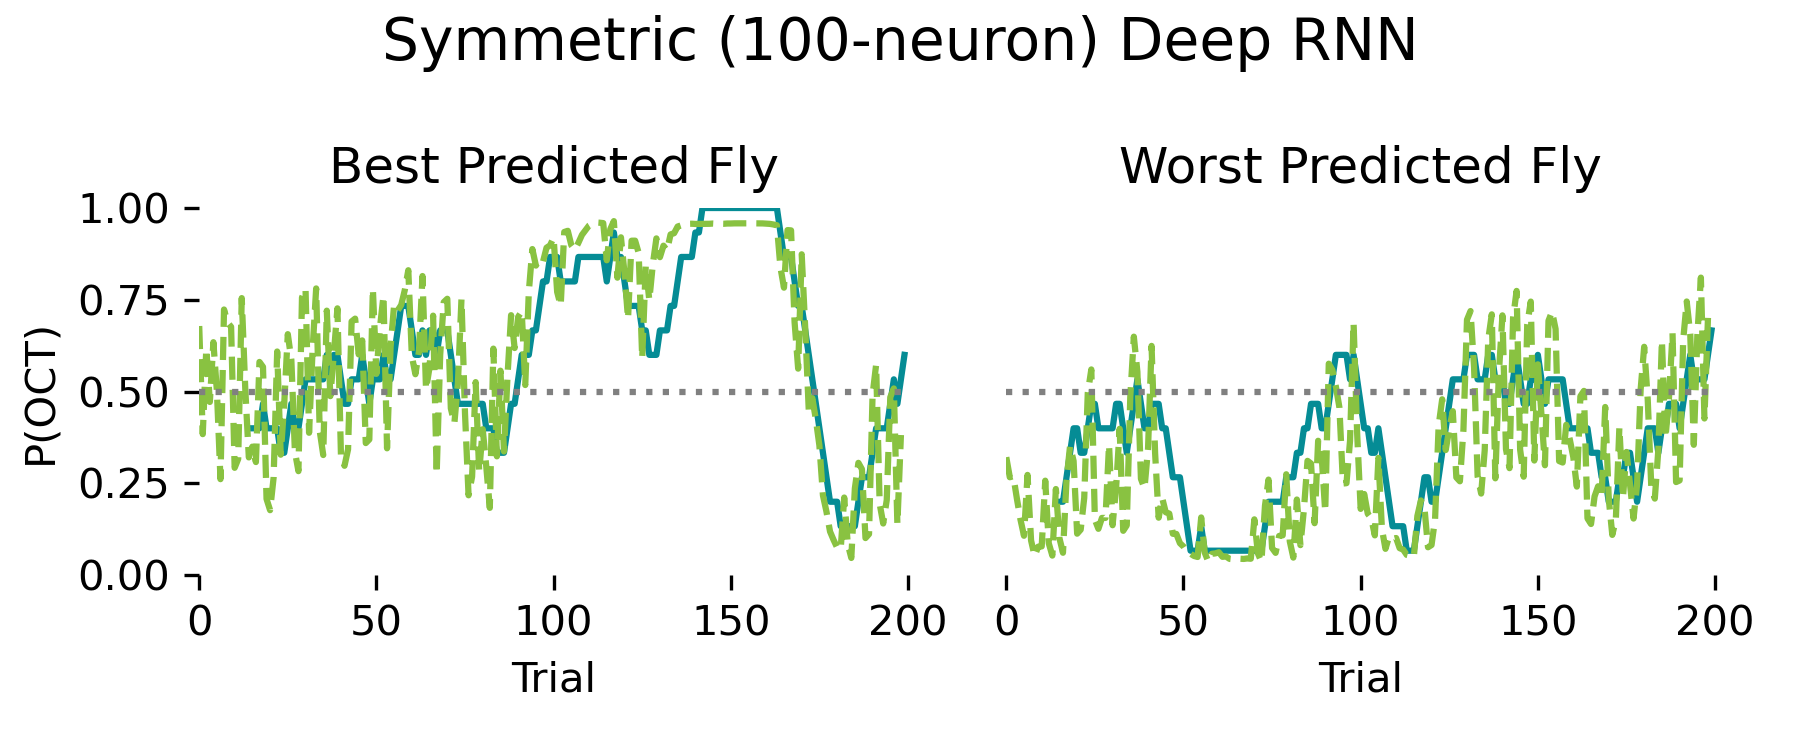 Symmetric (100-neuron) Deep RNN
Best Predicted Fly
Worst Predicted Fly
P(OCT)
1.00
0.75
0.50
0.25
0.00
0 50 100 150 200
0 50 100 150 200
Trial
Trial